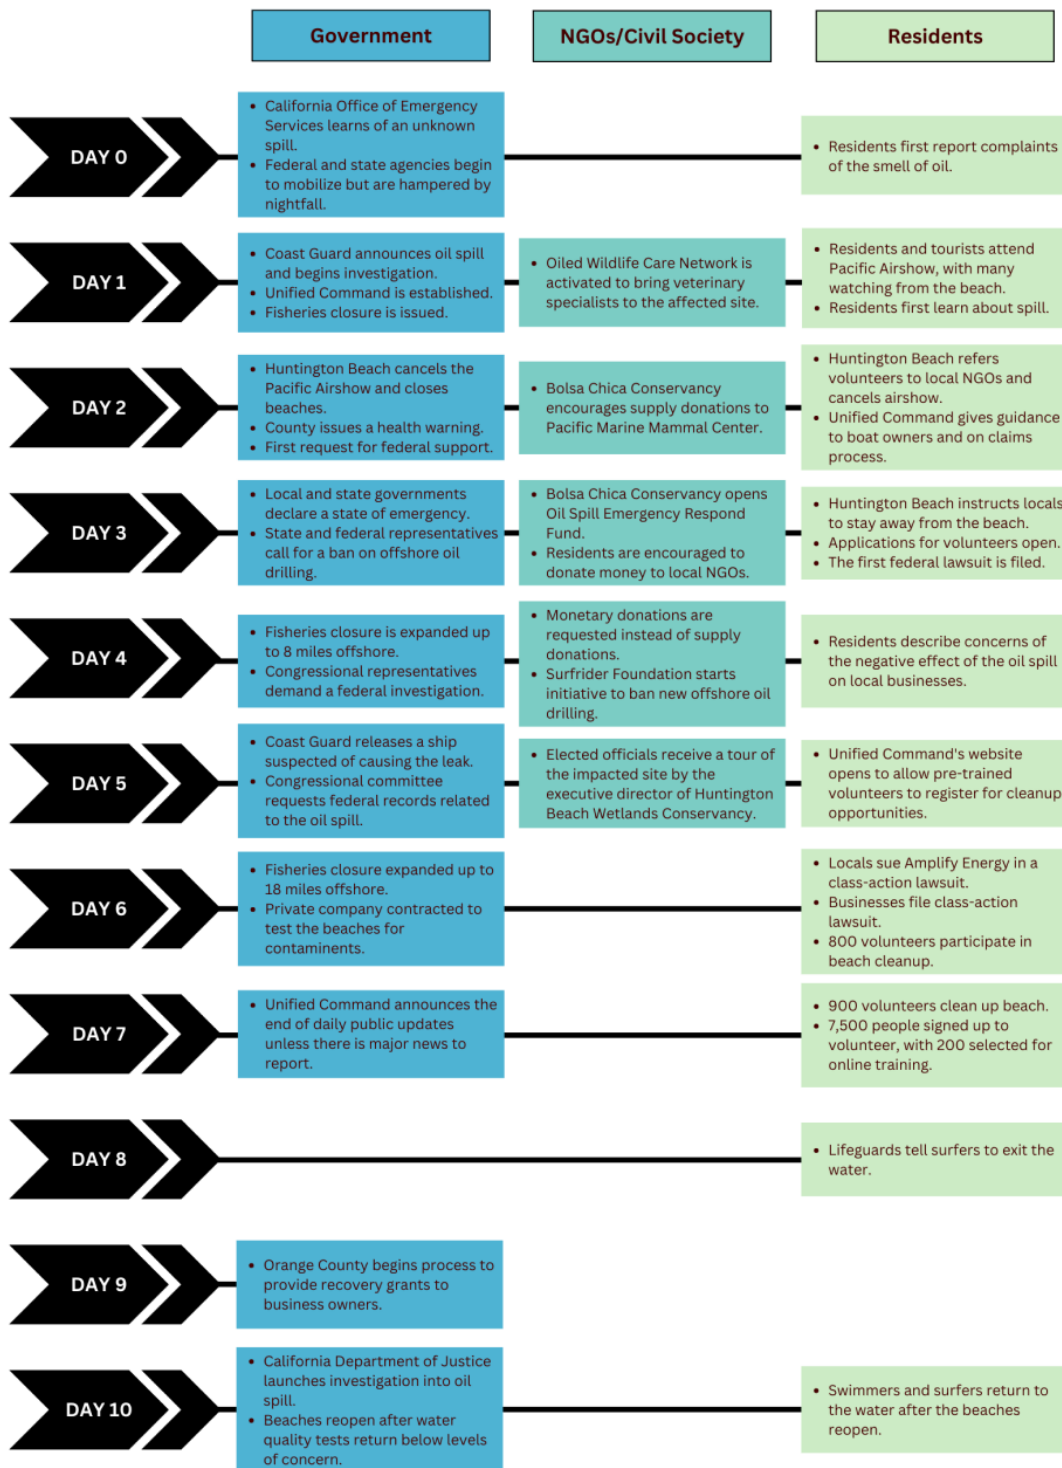 Government
NGOs/Civil Society
Residents
DAY 0
• California Office of Emergency
Services learns of an unknown
spill.
• Federal and state agencies begin
to mobilize but are hampered by
nightfall.
• Residents first report complaints
of the smell of oil.
DAY 1
• Coast Guard announces oil spill
and begins investigation.
• Unified Command is established.
• Fisheries closure is issued.
• Oiled Wildlife Care Network is
activated to bring veterinary
specialists to the affected site.
• Residents and tourists attend
Pacific Airshow, with many
watching from the beach.
• Residents first learn about spill.
DAY 2
• Huntington Beach cancels the
Pacific Airshow and closes
beaches.
• County issues a health warning.
• First request for federal support.
• Bolsa Chica Conservancy
encourages supply donations to
Pacific Marine Mammal Center.
• Huntington Beach refers
volunteers to local NGOs and
cancels airshow.
• Unified Command gives guidance
to boat owners and on claims
process.
DAY 3
• Local and state governments
declare a state of emergency.
• State and federal representatives
call for a ban on offshore oil
drilling.
• Bolsa Chica Conservancy opens
Oil Spill Emergency Respond
Fund.
• Residents are encouraged to
donate money to local NGOs.
• Huntington Beach instructs locals
to stay away from the beach.
• Applications for volunteers open.
• The first federal lawsuit is filed.
DAY 4
• Fisheries closure is expanded up
to 8 miles offshore.
• Congressional representatives
demand a federal investigation.
• Monetary donations are
requested instead of supply
donations.
• Surfrider Foundation starts
initiative to ban new offshore oil
drilling.
• Residents describe concerns of
the negative effect of the oil spill
on local businesses.
DAY 5
• Coast Guard releases a ship
suspected of causing the leak.
• Congressional committee
requests federal records related
to the oil spill.
• Elected officials receive a tour of
the impacted site by the
executive director of Huntington
Beach Wetlands Conservancy.
• Unified Command's website
opens to allow pre-trained
volunteers to register for cleanup
opportunities.
DAY 6
• Fisheries closure expanded up to
18 miles offshore.
• Private company contracted to
test the beaches for
contaminents.
• Locals sue Amplify Energy in a
class-action lawsuit.
• Businesses file class-action
lawsuit.
• 800 volunteers participate in
beach cleanup.
DAY 7
• Unified Command announces the
end of daily public updates
unless there is major news to
report.
• 900 volunteers clean up beach.
• 7,500 people signed up to
volunteer, with 200 selected for
online training.
DAY 8
• Lifeguards tell surfers to exit the
water.
DAY 9
• Orange County begins process to
provide recovery grants to
business owners.
DAY 10
• California Department of Justice
launches investigation into oil
spill.
• Beaches reopen after water
quality tests return below levels
of concern.
• Swimmers and surfers return to
the water after the beaches
reopen.